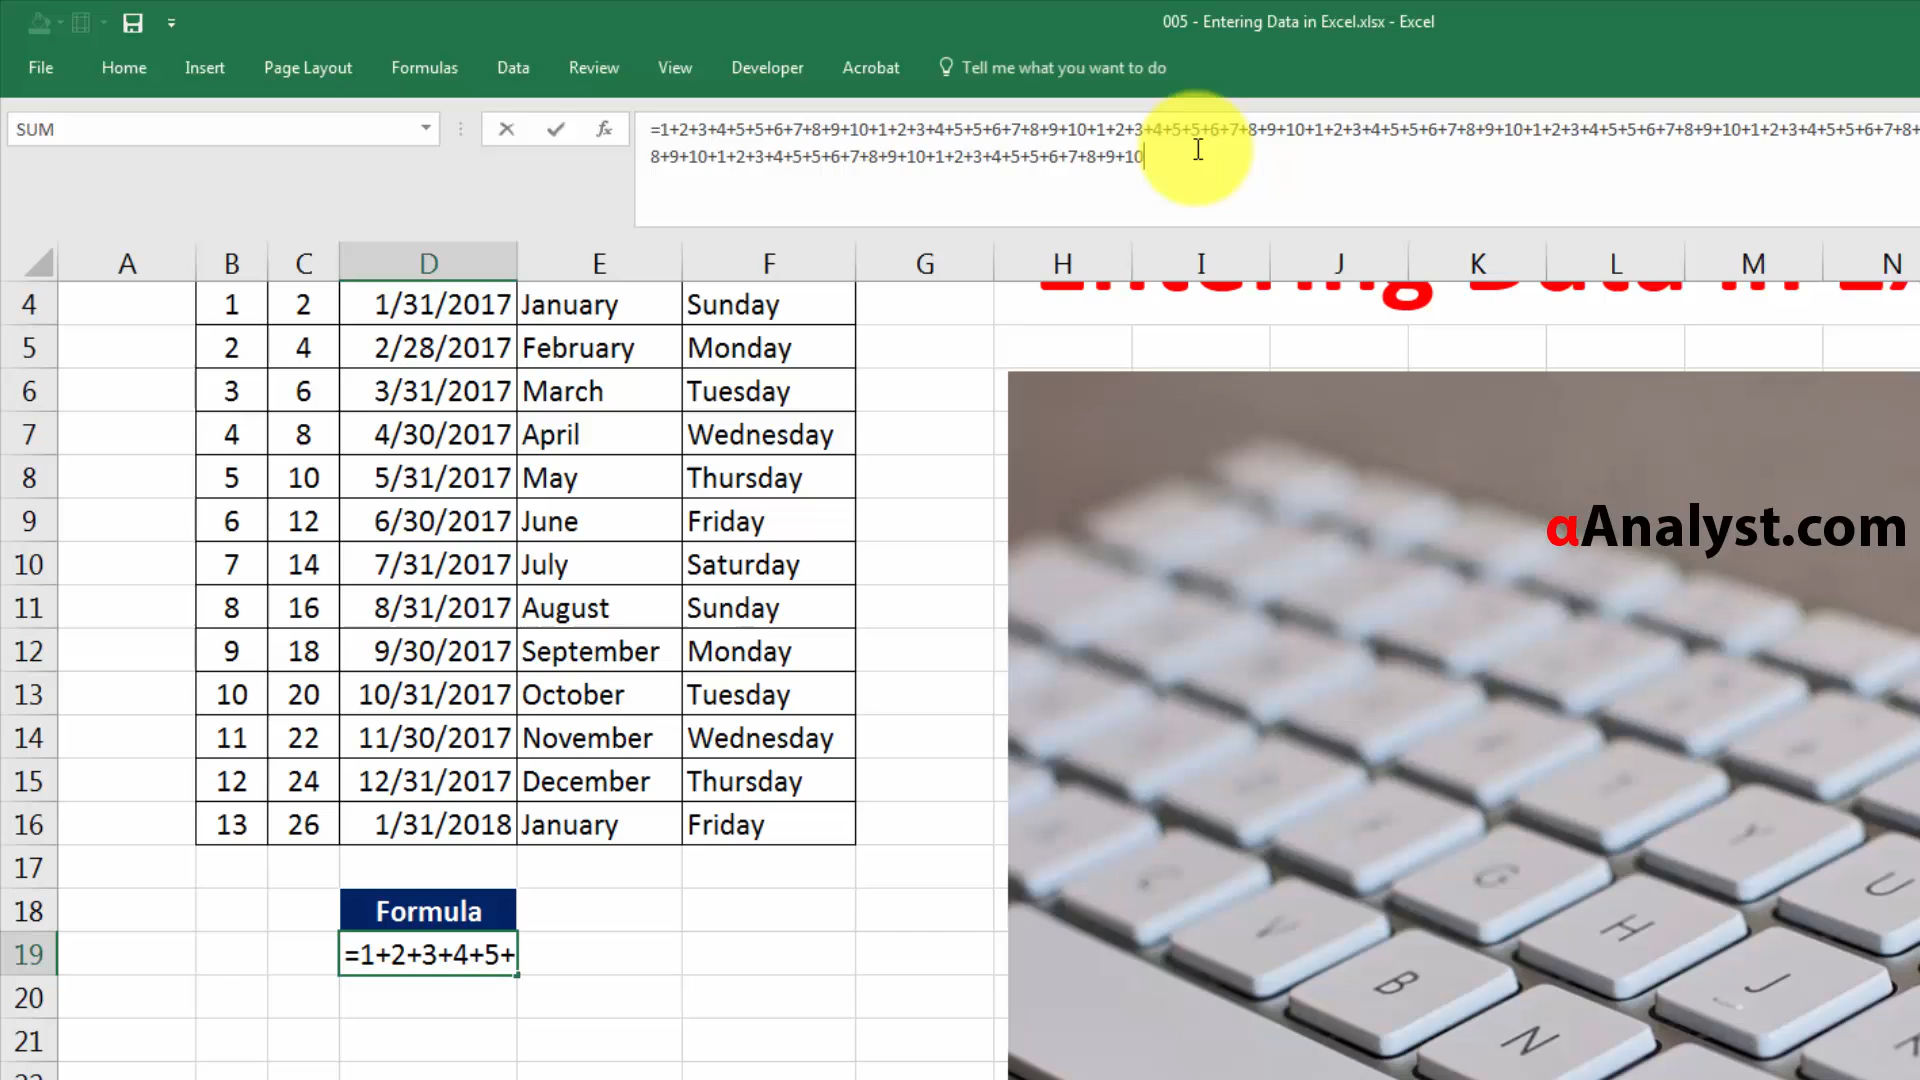 005 - Entering Data in Excel.xlsx - Excel
File Home Insert Page Layout Formulas Data Review View Developer Acrobat Tell me what you want to do
SUM fx =1+2+3+4+5+5+6+7+8+9+10+1+2+3+4+5+5+6+7+8+9+10+1+2+3+4+5+5+6+7+8+9+10+1+2+3+4+5+5+6+7+8+9+10+1+2+3+4+5+5+6+7+8+9+10+1+2+3+4+5+5+6+7+8+
8+9+10+1+2+3+4+5+5+6+7+8+9+10+1+2+3+4+5+5+6+7+8+9+10
A B C D E F G H I J K L M N
Entering Data in
4 1 2 1/31/2017 January Sunday
5 2 4 2/28/2017 February Monday
6 3 6 3/31/2017 March Tuesday
7 4 8 4/30/2017 April Wednesday
8 5 10 5/31/2017 May Thursday
9 6 12 6/30/2017 June Friday
αAnalyst.com
10 7 14 7/31/2017 July Saturday
11 8 16 8/31/2017 August Sunday
12 9 18 9/30/2017 September Monday
13 10 20 10/31/2017 October Tuesday
14 11 22 11/30/2017 November Wednesday
15 12 24 12/31/2017 December Thursday
16 13 26 1/31/2018 January Friday
17
18 Formula
19 =1+2+3+4+5+
20
21
Y
G
U
V
H
B
J
N